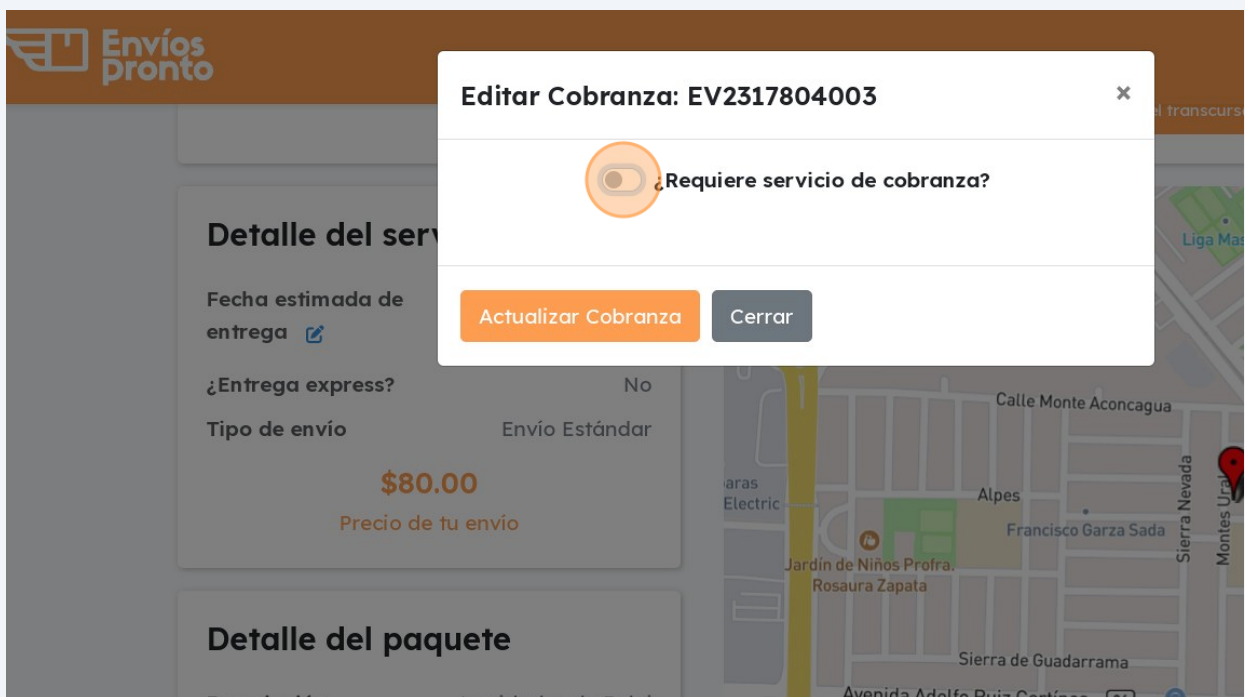 Envíos
pronto
Editar Cobranza: EV2317804003
×
el transcurso
¿Requiere servicio de cobranza?
Actualizar Cobranza
Cerrar
Detalle del
Fecha estimada de
entrega
¿Entrega express? No
Tipo de envío Envío Estándar
$80.00
Precio de tu envío
Detalle del paquete
Liga
Calle Monte Aconcagua
Electric
Alpes
Francisco Garza Sada
Sierra Nevada
Montes
Jardín de Niños Profra.
Rosaura Zapata
Sierra de Guadarrama
Avenida Adolfo Ruiz Cortines